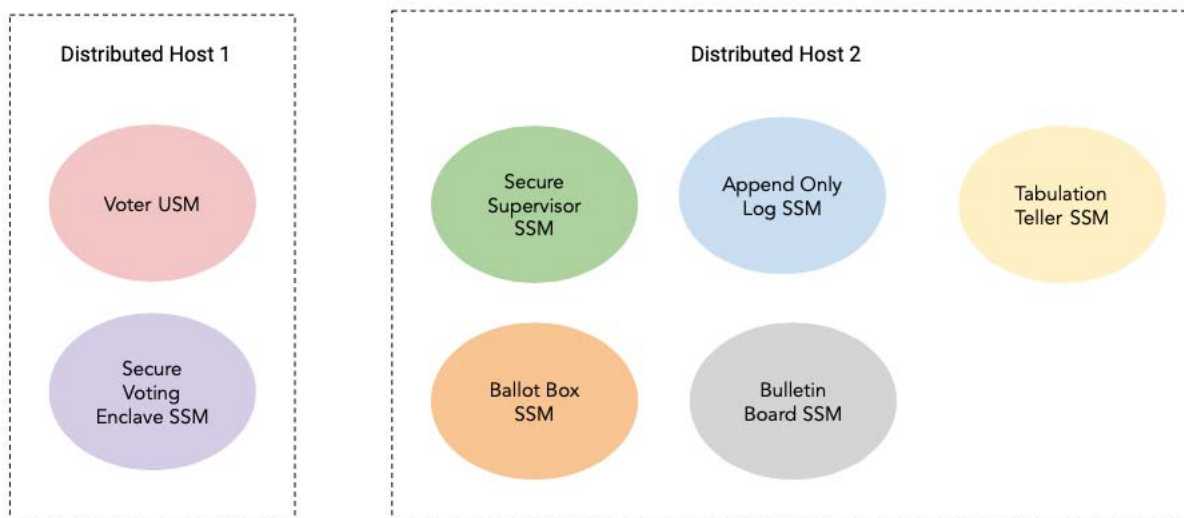 Distributed Host 1
Voter USM
Secure
Voting
Enclave SSM
Distributed Host 2
Secure
Supervisor
SSM
Append Only
Log SSM
Tabulation
Teller SSM
Ballot Box
SSM
Bulletin
Board SSM